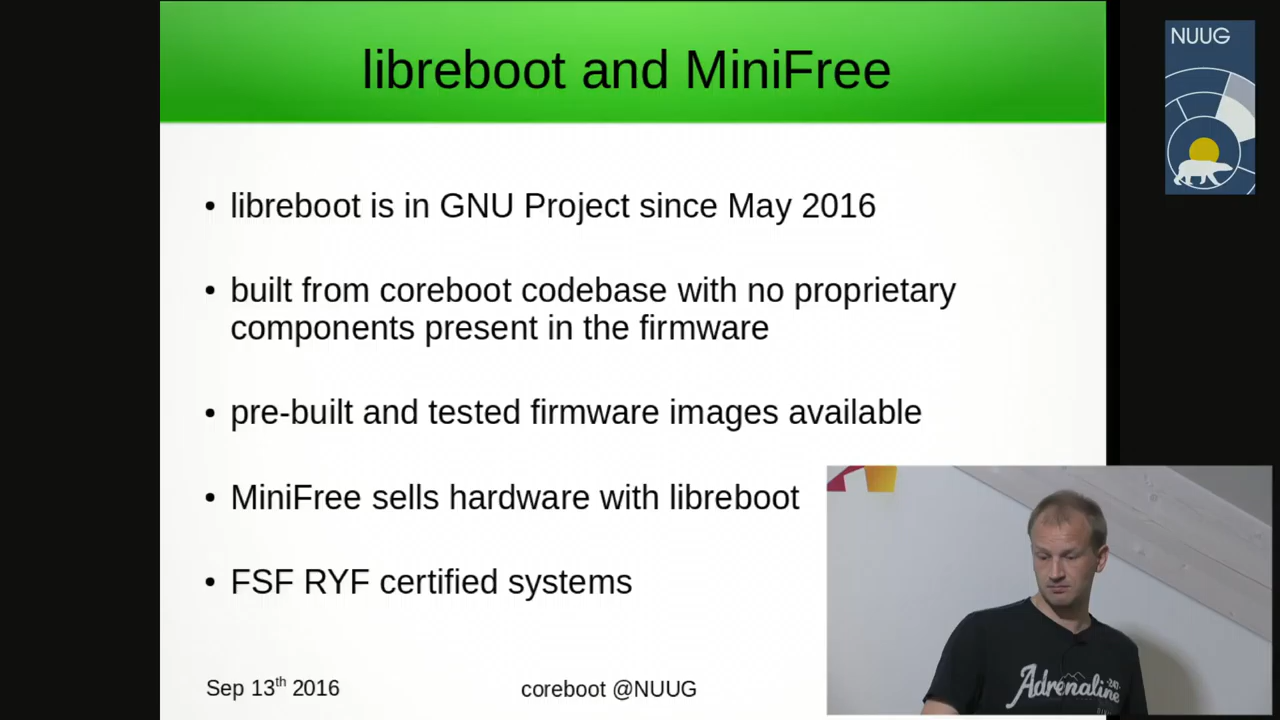 libreboot and MiniFree
NUUG
• libreboot is in GNU Project since May 2016
• built from coreboot codebase with no proprietary
components present in the firmware
• pre-built and tested firmware images available
• MiniFree sells hardware with libreboot
• FSF RYF certified systems
Sep 13th 2016
coreboot @NUUG
Adrenaline